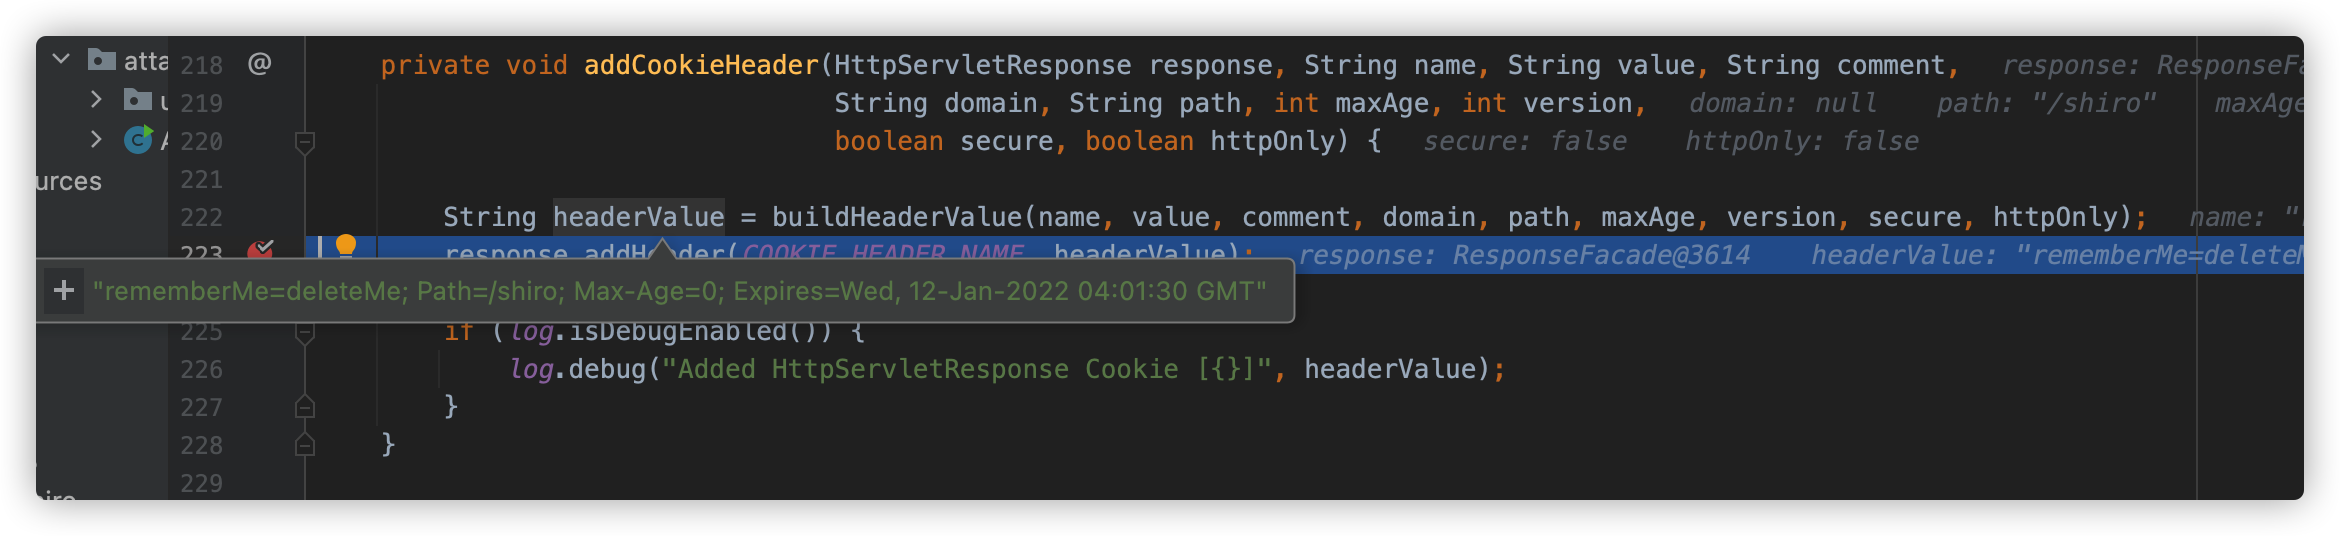 atta 218 @ private void addCookieHeader(HttpServletResponse response, String name, String value, String comment, response: ResponseFa
219 String domain, String path, int maxAge, int version, domain: null path: "/shiro" maxAge
220 boolean secure, boolean httpOnly) { secure: false httpOnly: false
urces 221
222 String headerValue = buildHeaderValue(name, value, comment, domain, path, maxAge, version, secure, httpOnly); name: "
223 response.addHeader(COOKIE_HEADER_NAME, headerValue); response: ResponseFacade@3614 headerValue: "rememberMe=deleteM
+ "rememberMe=deleteMe; Path=/shiro; Max-Age=0; Expires=Wed, 12-Jan-2022 04:01:30 GMT"
225 if (log.isDebugEnabled()) {
226 log.debug("Added HttpServletResponse Cookie [{}]", headerValue);
227 }
228 }
229